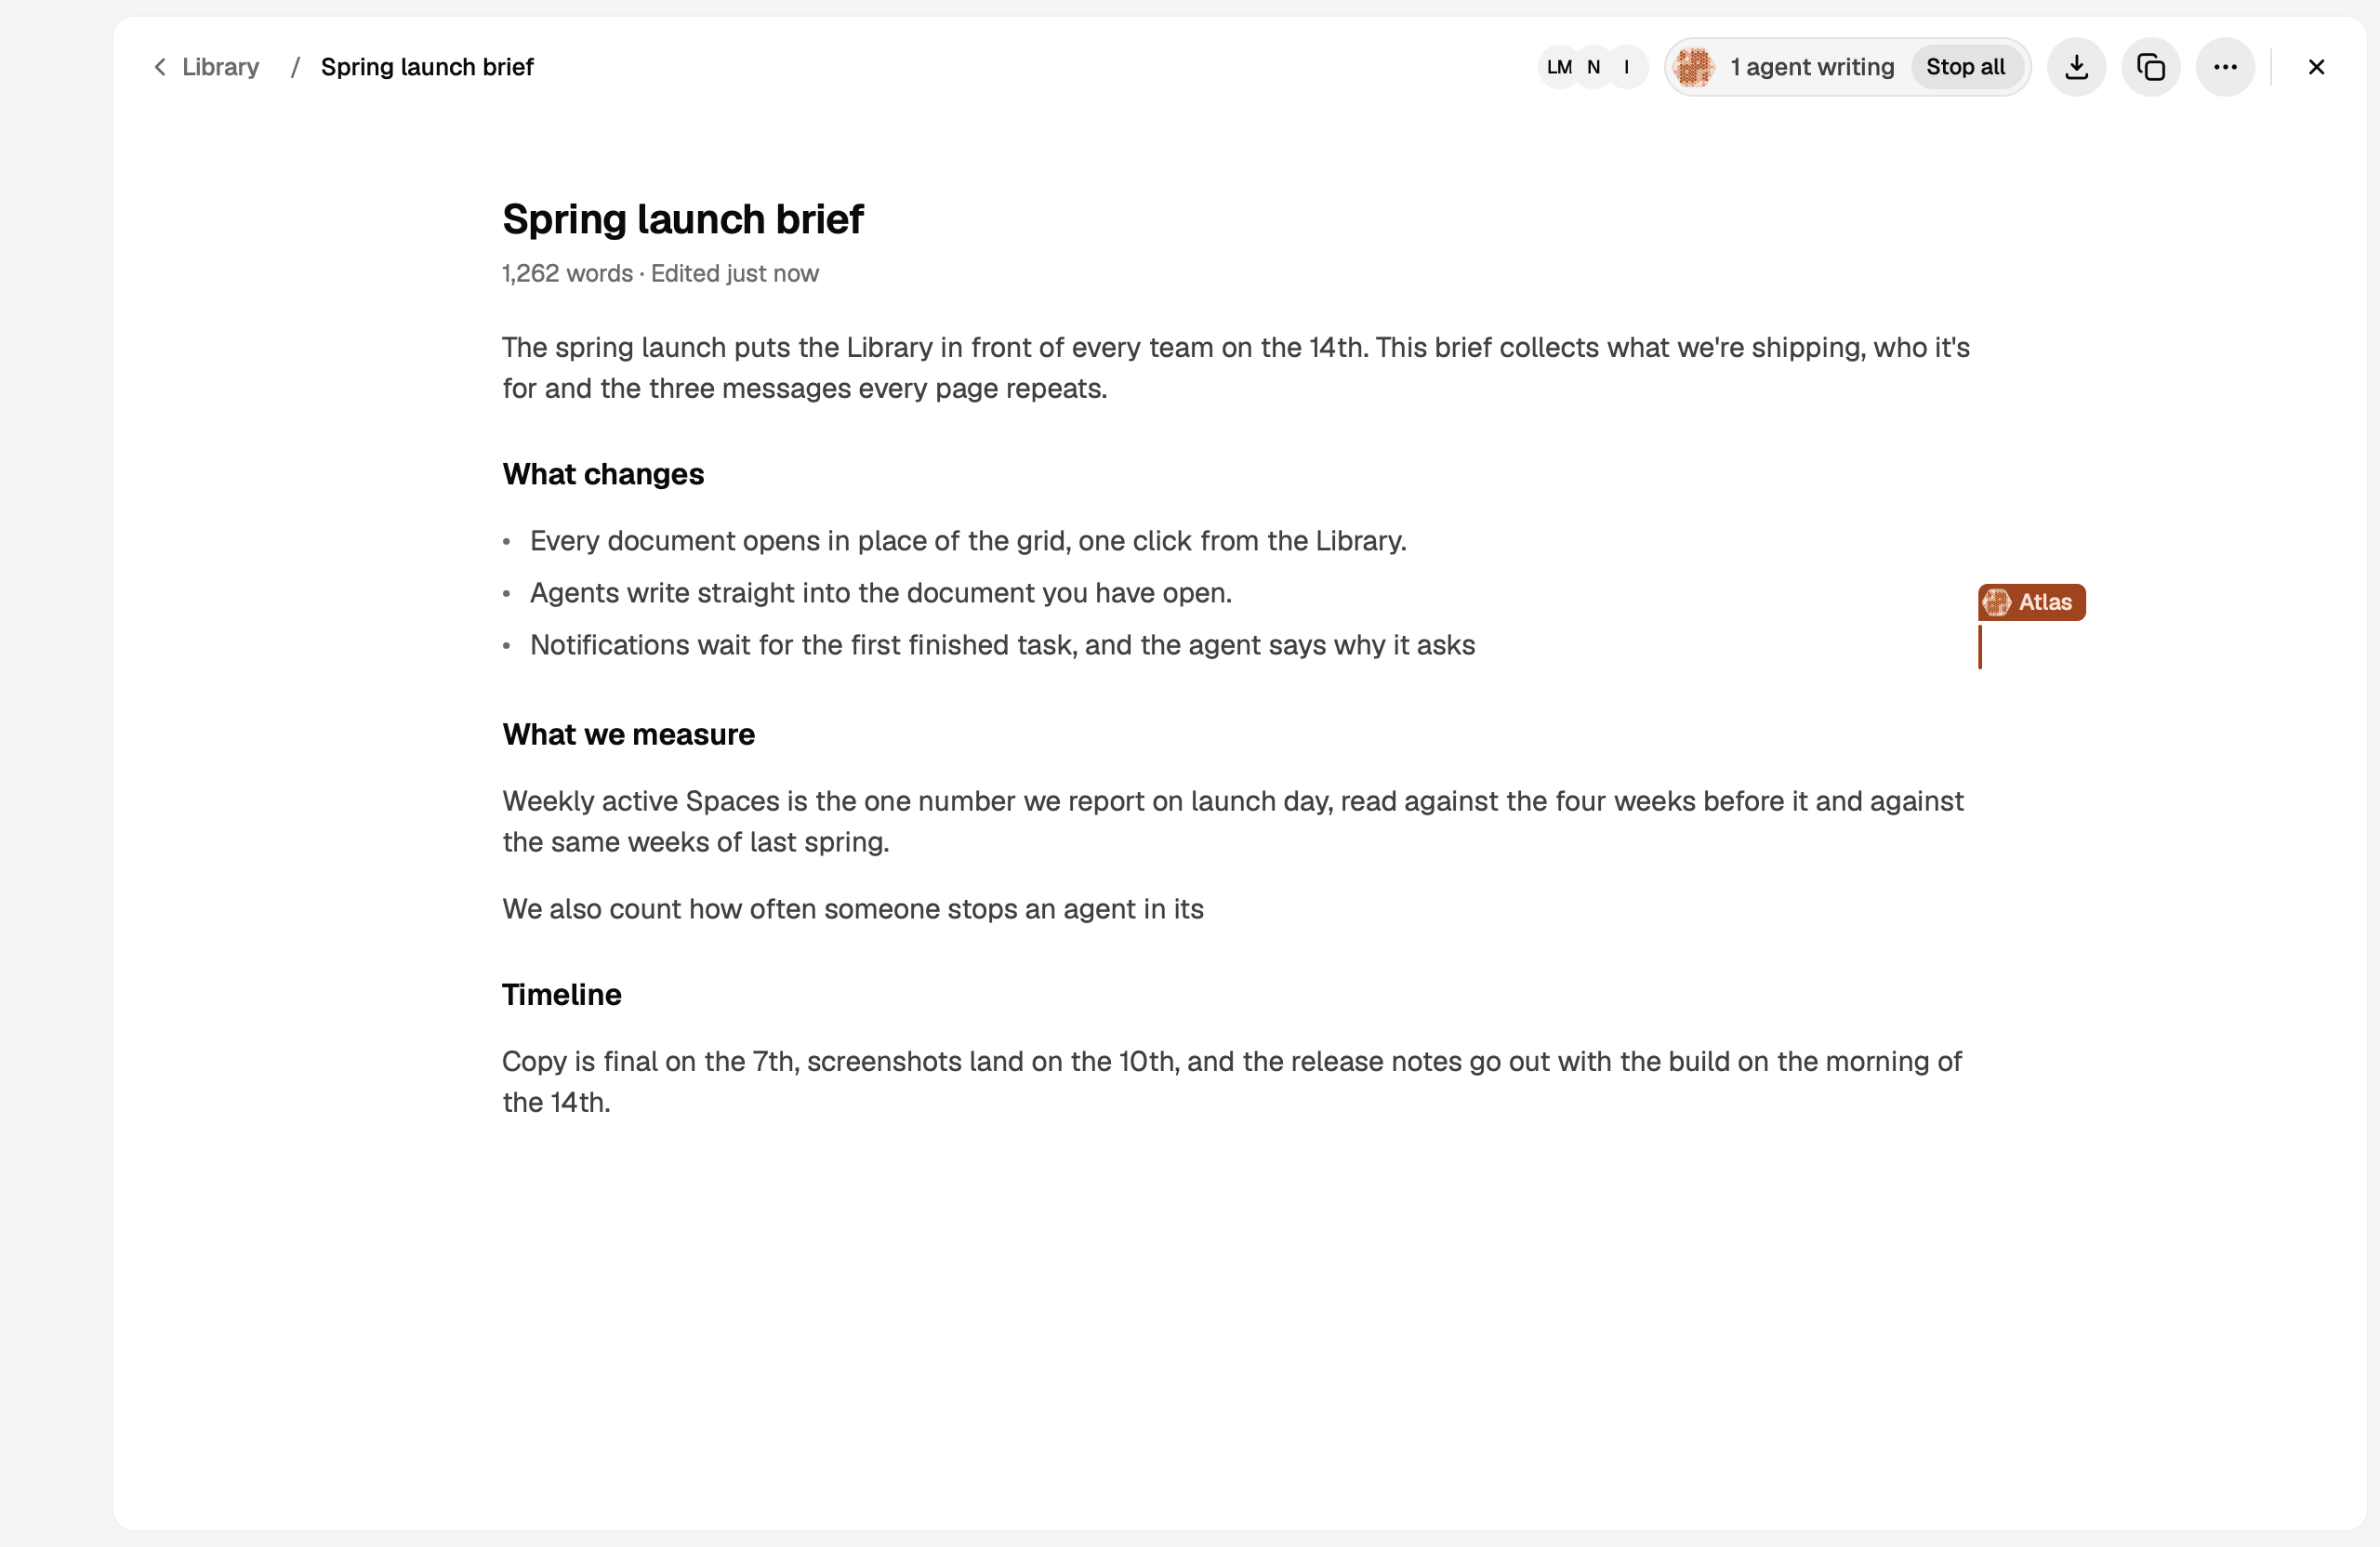 Library / Spring launch brief
LM N I 1 agent writing Stop all
Spring launch brief
1,262 words · Edited just now
The spring launch puts the Library in front of every team on the 14th. This brief collects what we're shipping, who it's
for and the three messages every page repeats.
What changes
• Every document opens in place of the grid, one click from the Library.
• Agents write straight into the document you have open.
Atlas
• Notifications wait for the first finished task, and the agent says why it asks
What we measure
Weekly active Spaces is the one number we report on launch day, read against the four weeks before it and against
the same weeks of last spring.
We also count how often someone stops an agent in its
Timeline
Copy is final on the 7th, screenshots land on the 10th, and the release notes go out with the build on the morning of
the 14th.